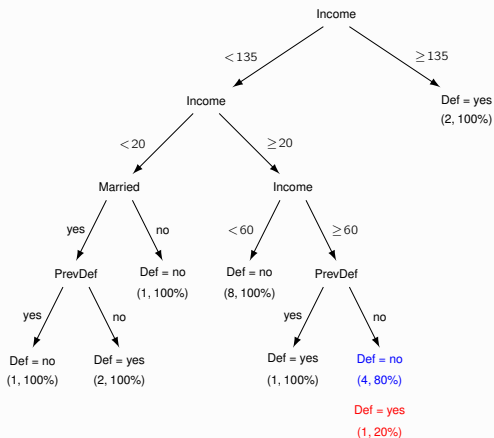 Income
<135
≥135
Income
Def = yes
(2, 100%)
<20
≥20
Married
Income
yes
no
<60
≥60
PrevDef
Def = no
(1, 100%)
Def = no
(8, 100%)
PrevDef
yes
no
yes
no
Def = no
(1, 100%)
Def = yes
(2, 100%)
Def = yes
(1, 100%)
Def = no
(4, 80%)
Def = yes
(1, 20%)